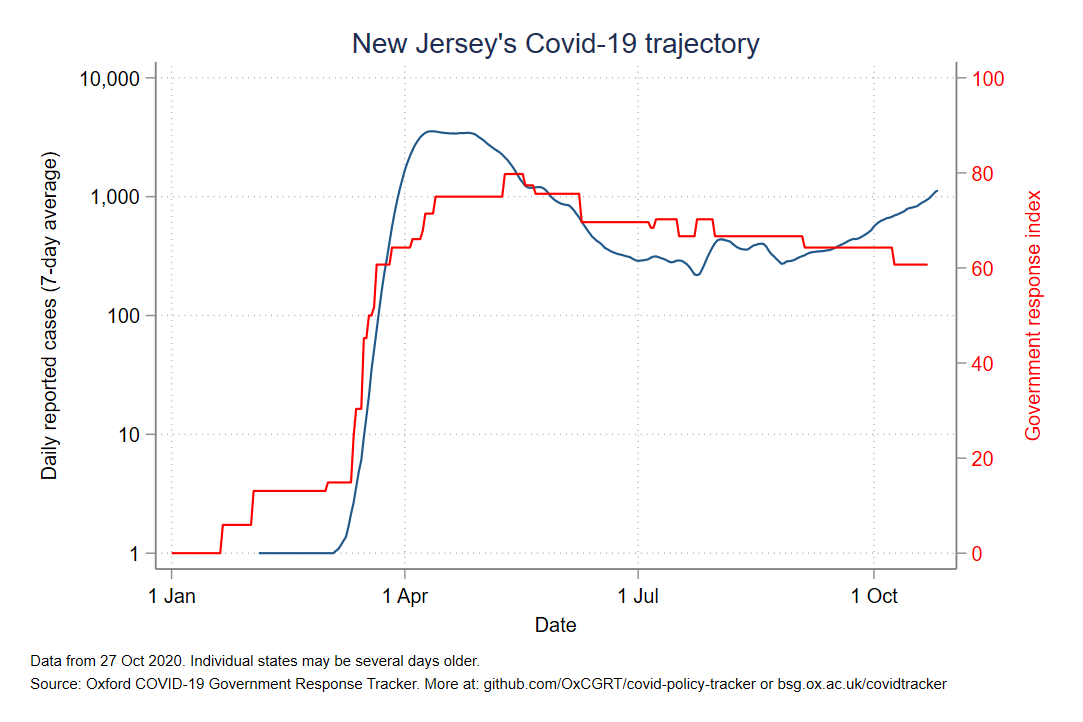 New Jersey's Covid-19 trajectory
10,000
1,000
100
10
1
Daily reported cases (7-day average)
100
80
60
40
20
0
Government response index
1 Jan
1 Apr
1 Jul
1 Oct
Date
Data from 27 Oct 2020. Individual states may be several days older.
Source: Oxford COVID-19 Government Response Tracker. More at: github.com/OxCGRT/covid-policy-tracker or bsg.ox.ac.uk/covidtracker